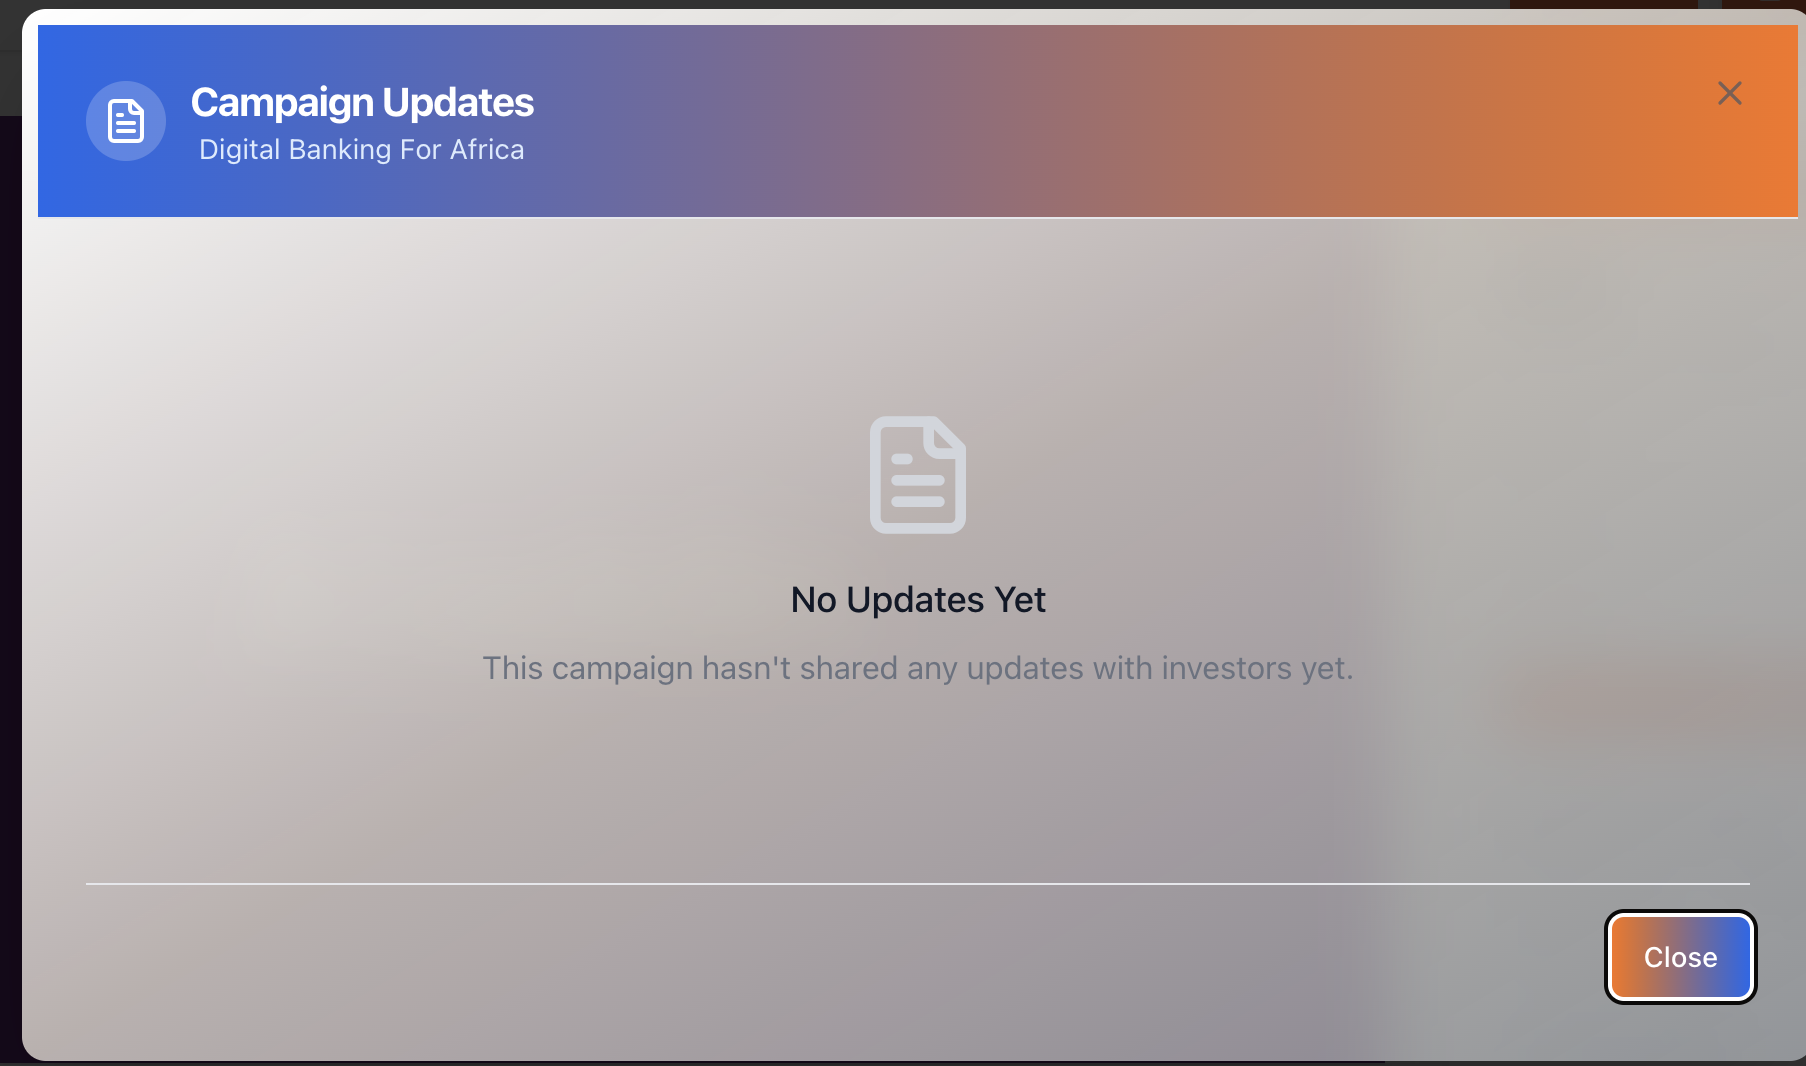 Campaign Updates
Digital Banking For Africa
No Updates Yet
This campaign hasn't shared any updates with investors yet.
Close